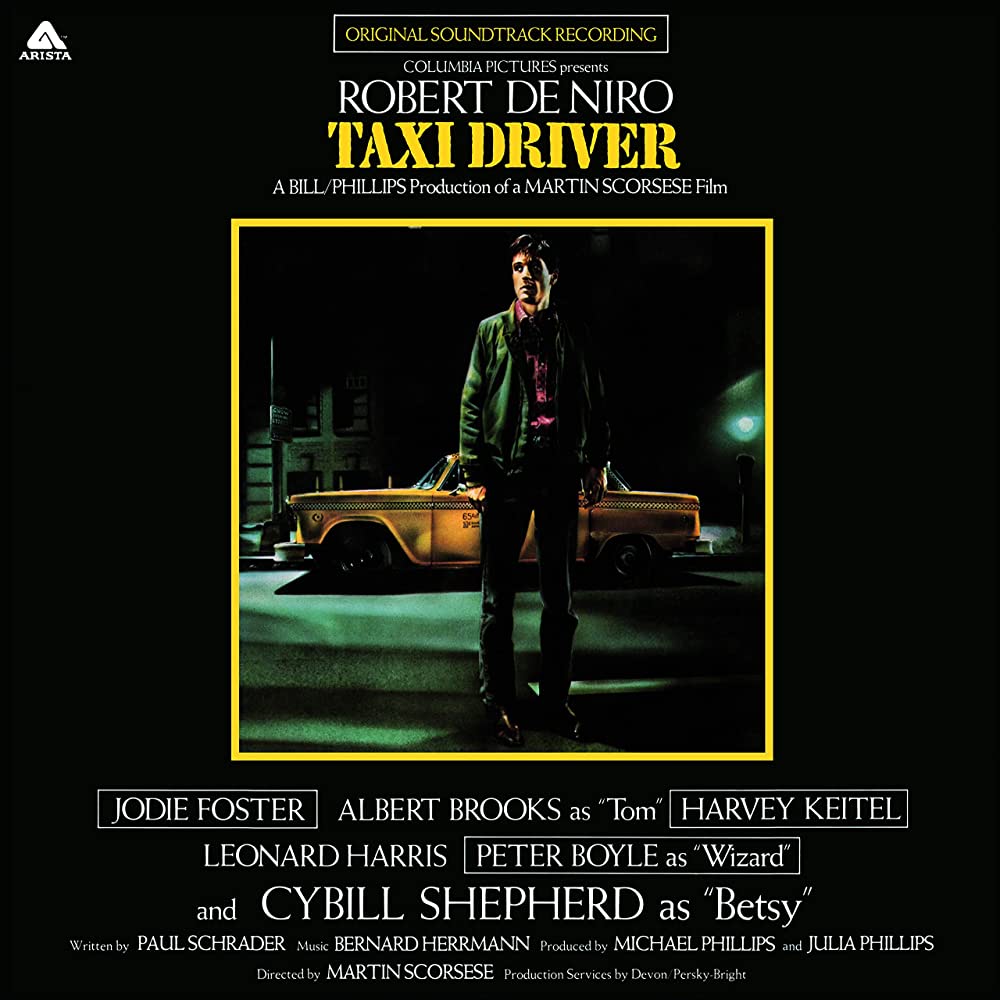 ARISTA
ORIGINAL SOUNDTRACK RECORDING
COLUMBIA PICTURES presents
ROBERT DE NIRO
TAXI DRIVER
A BILL/PHILLIPS Production of a MARTIN SCORSESE Film
JODIE FOSTER ALBERT BROOKS as "Tom" HARVEY KEITEL
LEONARD HARRIS PETER BOYLE as "Wizard"
and CYBILL SHEPHERD as "Betsy"
Written by PAUL SCHRADER Music BERNARD HERRMANN Produced by MICHAEL PHILLIPS and JULIA PHILLIPS
Directed by MARTIN SCORSESE Production Services by Devon/Persky-Bright